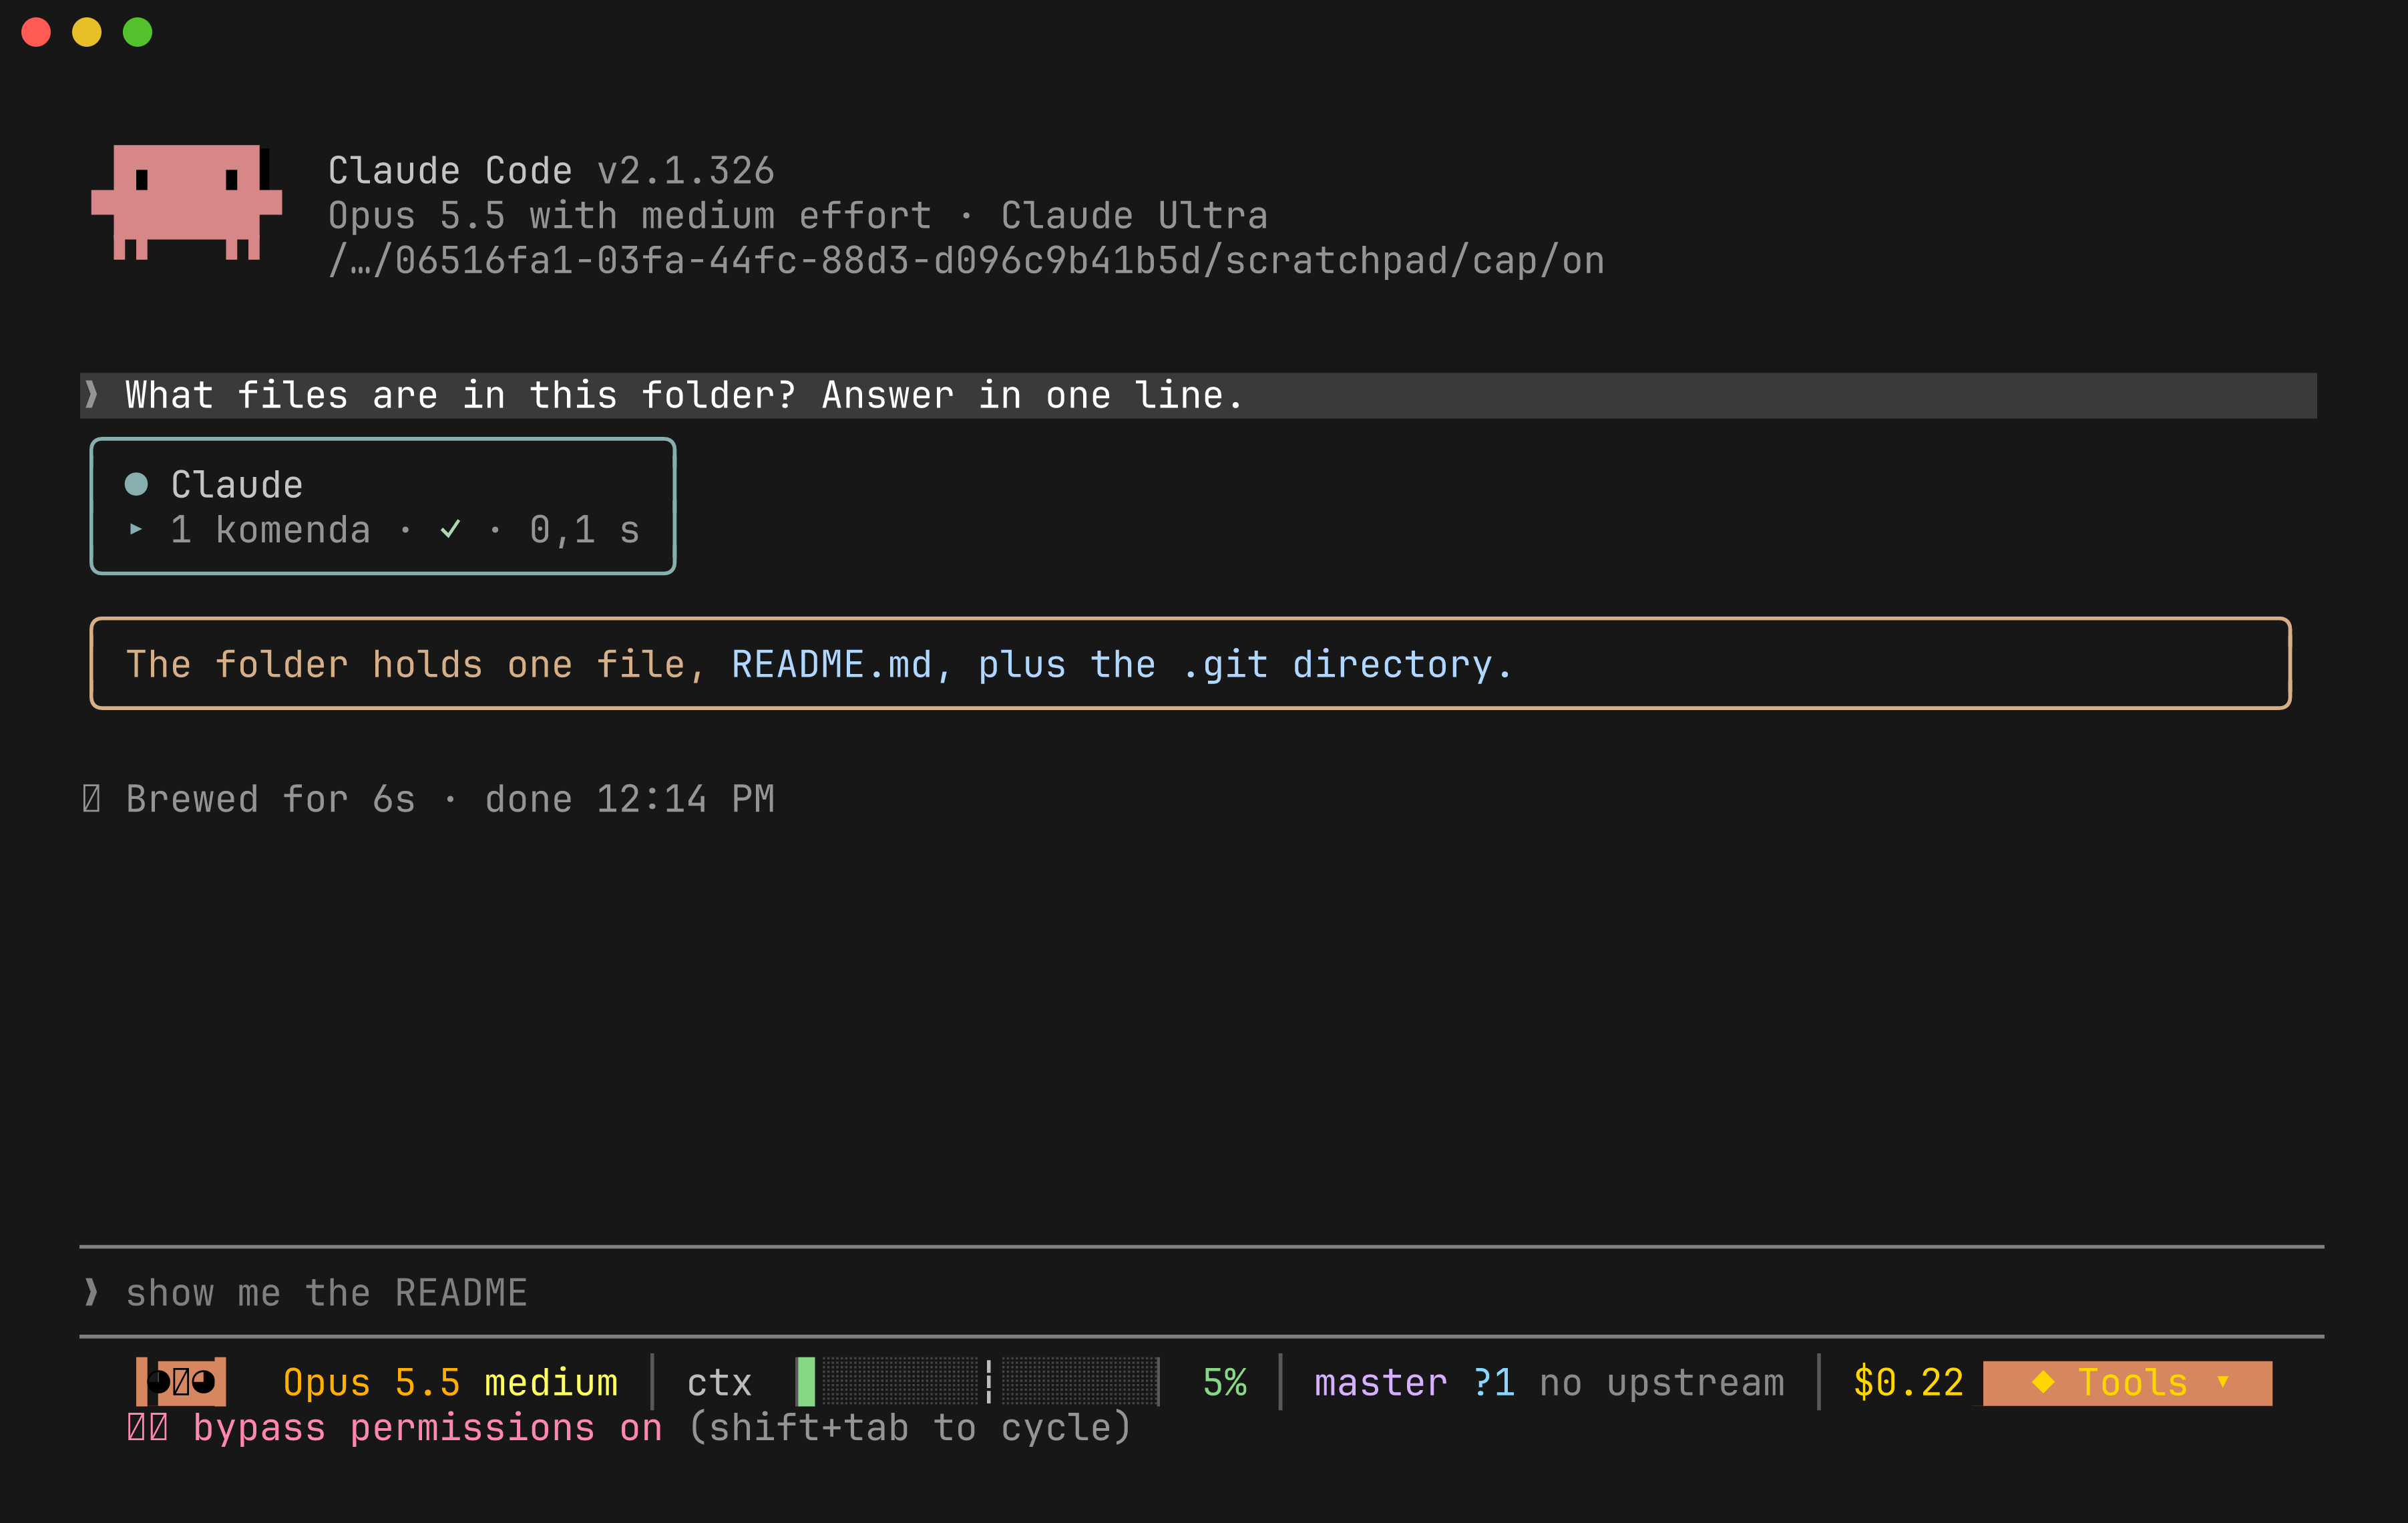 Claude Code v2.1.326
Opus 5.5 with medium effort · Claude Ultra
/…/06516fa1-03fa-44fc-88d3-d096c9b41b5d/scratchpad/cap/on
❯ What files are in this folder? Answer in one line.
● Claude
▸ 1 komenda · ✓ · 0,1 s
The folder holds one file, README.md, plus the .git directory.
Brewed for 6s · done 12:14 PM
❯ show me the README
Opus 5.5 medium │ ctx 5% │ master ?1 no upstream │ $0.22 ◆ Tools ▾
bypass permissions on (shift+tab to cycle)